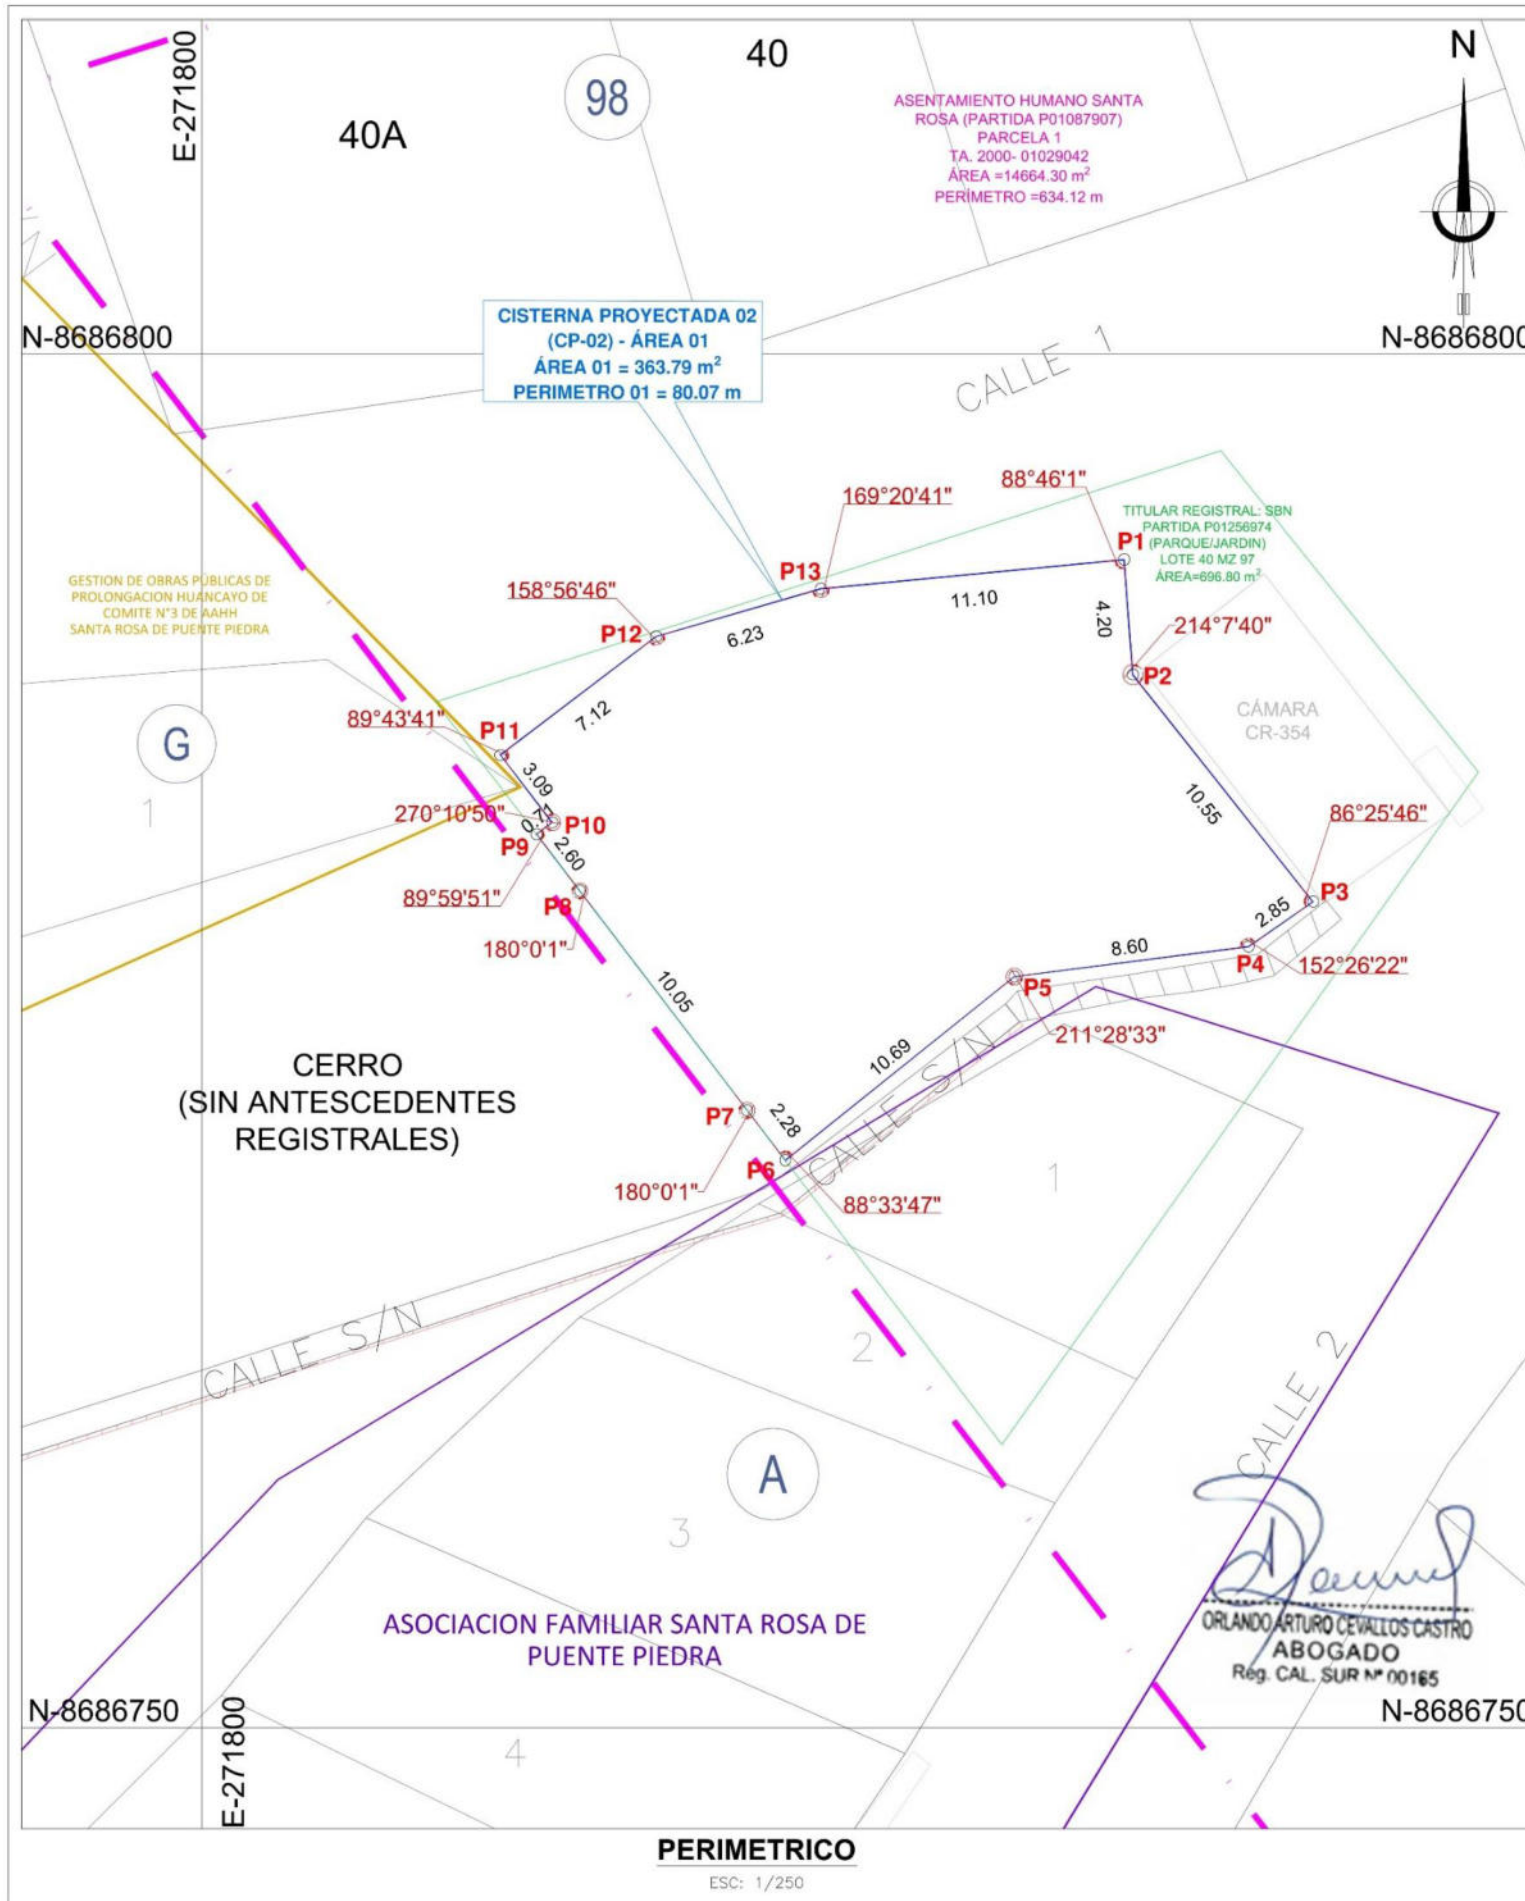 E-271800
40
N
98
40A
ASENTAMIENTO HUMANO SANTA
ROSA (PARTIDA P01087907)
PARCELA 1
TA. 2000- 01029042
ÁREA =14664.30 m²
PERÍMETRO =634.12 m
N-8686800
N-8686800
CISTERNA PROYECTADA 02
(CP-02) - ÁREA 01
ÁREA 01 = 363.79 m²
PERIMETRO 01 = 80.07 m
CALLE 1
88°46'1"
169°20'41"
TITULAR REGISTRAL: SBN
PARTIDA P01256974
(PARQUE/JARDIN)
LOTE 40 MZ 97
ÁREA=696.80 m²
P1
P13
158°56'46"
P12
11.10
4.20
6.23
214°7'40"
P2
GESTION DE OBRAS PÚBLICAS DE
PROLONGACION HUANCAYO DE
COMITE N°3 DE AAHH
SANTA ROSA DE PUENTE PIEDRA
CÁMARA
CR-354
7.12
89°43'41"
P11
G
1
3.09
270°10'50"
0.77
P10
P9
2.60
10.55
86°25'46"
89°59'51"
P8
P3
2.85
180°0'1"
8.60
P4
152°26'22"
10.05
P5
211°28'33"
10.69
CERRO
(SIN ANTESCEDENTES
REGISTRALES)
CALLE S/N
P7
2.28
P6
1
180°0'1"
88°33'47"
CALLE S/N
2
CALLE 2
A
3
ASOCIACION FAMILIAR SANTA ROSA DE
PUENTE PIEDRA
ORLANDO ARTURO CEVALLOS CASTRO
ABOGADO
Reg. CAL. SUR Nº 00165
N-8686750
N-8686750
E-271800
4
PERIMETRICO
ESC: 1/250